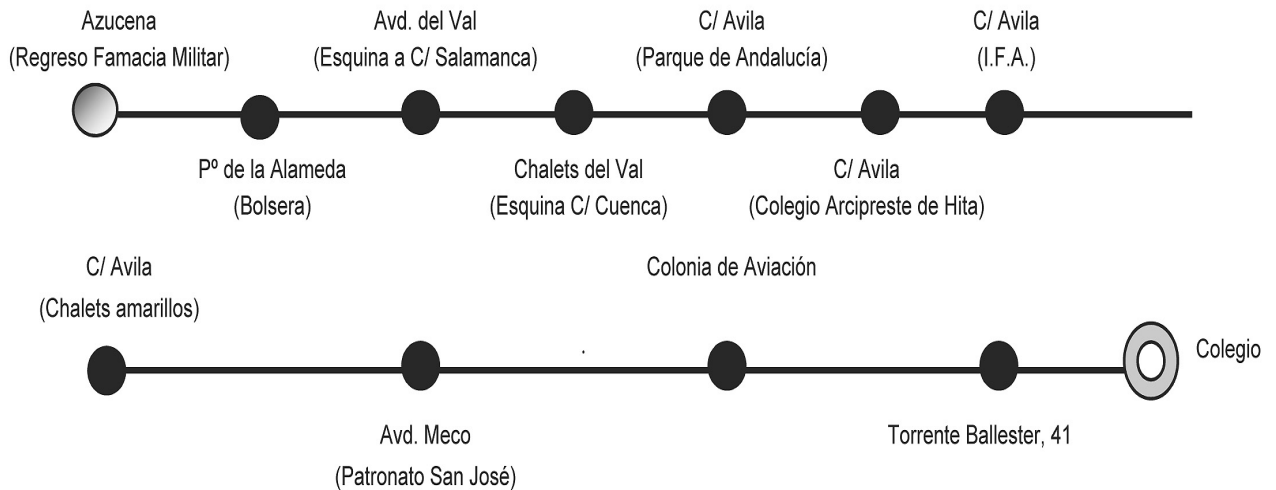 Azucena
(Regreso Famacia Militar)
Pº de la Alameda
(Bolsera)
Avd. del Val
(Esquina a C/ Salamanca)
Chalets del Val
(Esquina C/ Cuenca)
C/ Avila
(Parque de Andalucía)
C/ Avila
(Colegio Arcipreste de Hita)
C/ Avila
(I.F.A.)
C/ Avila
(Chalets amarillos)
Avd. Meco
(Patronato San José)
Colonia de Aviación
Torrente Ballester, 41
Colegio